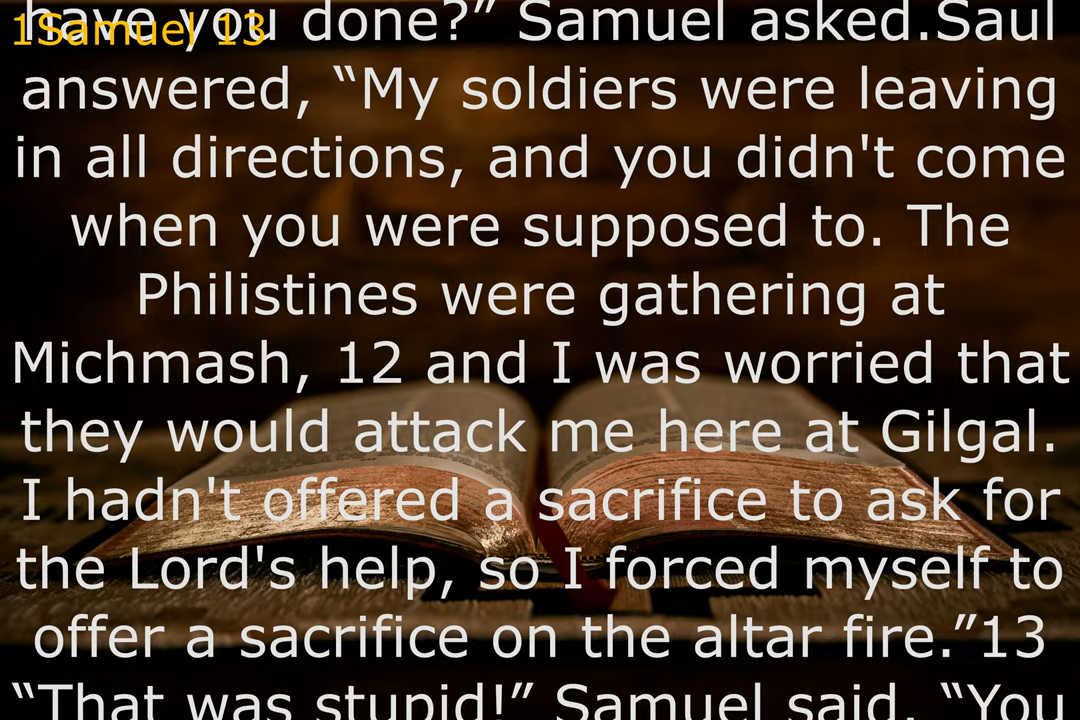 1Samuel 13
have you done?” Samuel asked.Saul
answered, “My soldiers were leaving
in all directions, and you didn't come
when you were supposed to. The
Philistines were gathering at
Michmash, 12 and I was worried that
they would attack me here at Gilgal.
I hadn't offered a sacrifice to ask for
the Lord's help, so I forced myself to
offer a sacrifice on the altar fire.”13
“That was stupid!” Samuel said. “You